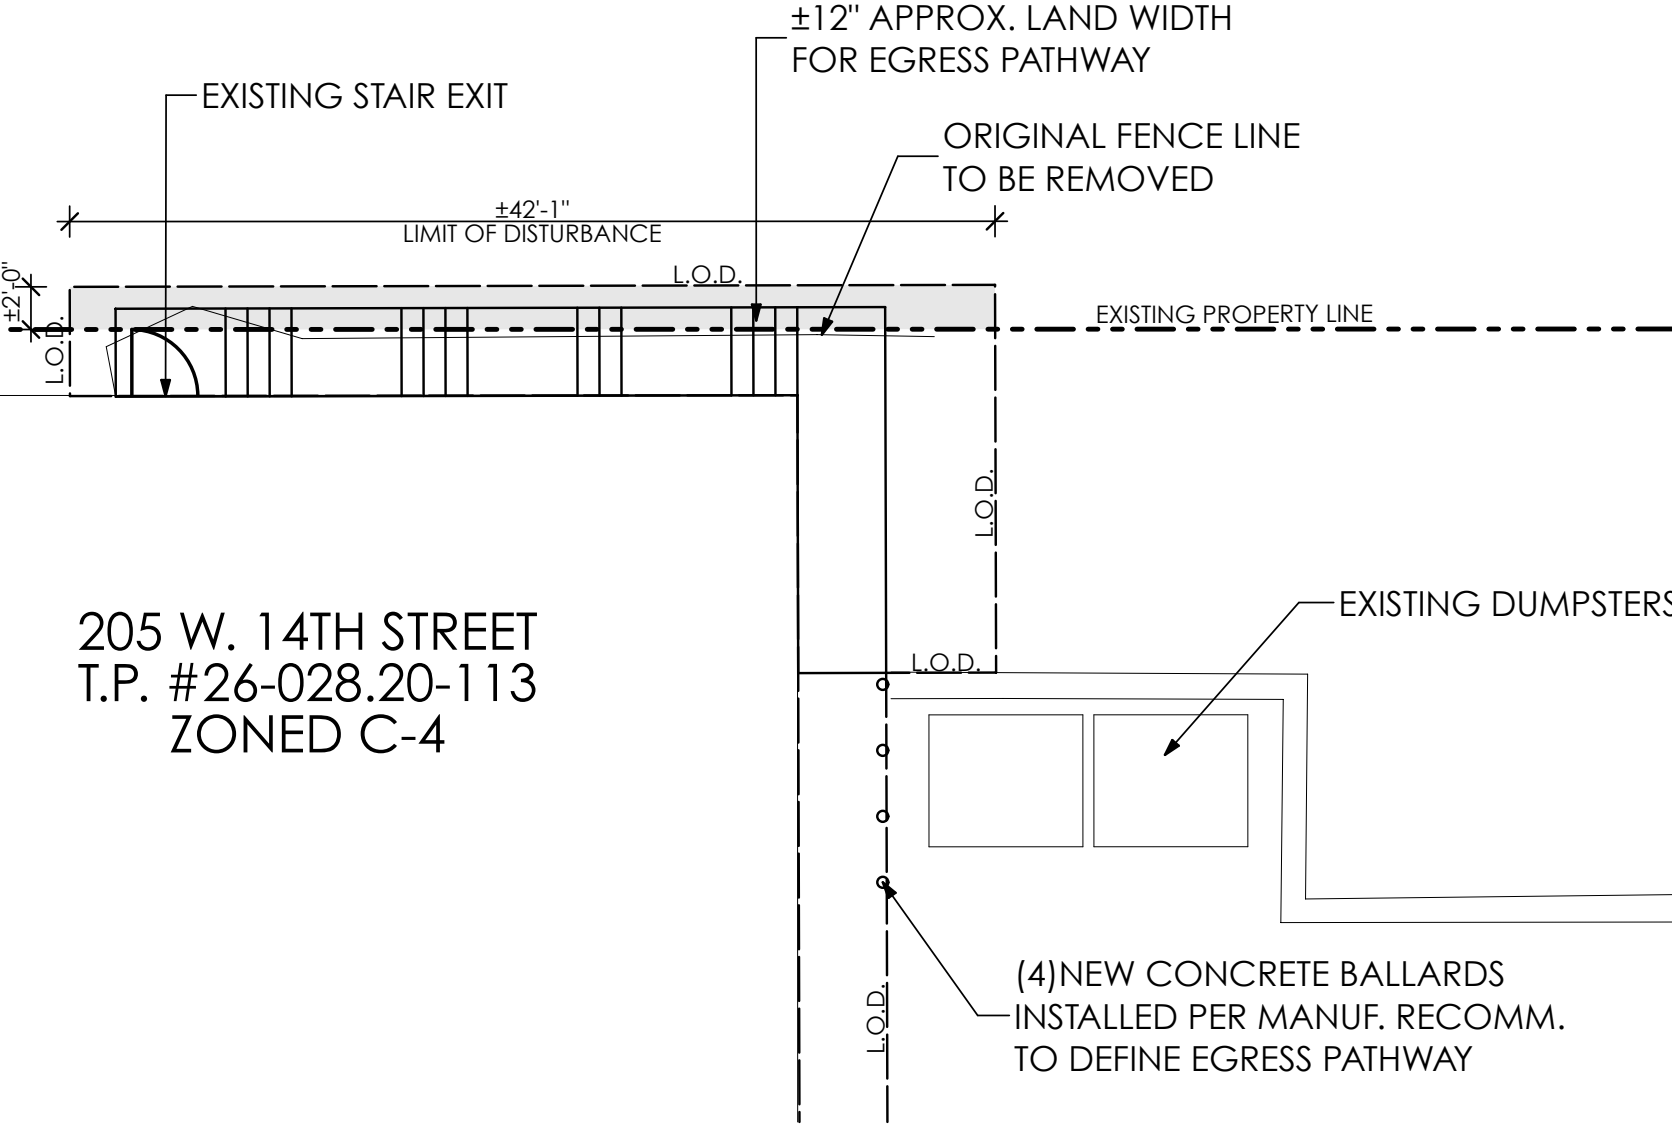 ±12" APPROX. LAND WIDTH
FOR EGRESS PATHWAY
EXISTING STAIR EXIT
ORIGINAL FENCE LINE
TO BE REMOVED
±42'-1"
LIMIT OF DISTURBANCE
L.O.D.
±2'-0"
L.O.D.
EXISTING PROPERTY LINE
L.O.D.
EXISTING DUMPSTERS
205 W. 14TH STREET
T.P. #26-028.20-113
ZONED C-4
L.O.D.
(4)NEW CONCRETE BALLARDS
INSTALLED PER MANUF. RECOMM.
TO DEFINE EGRESS PATHWAY
L.O.D.